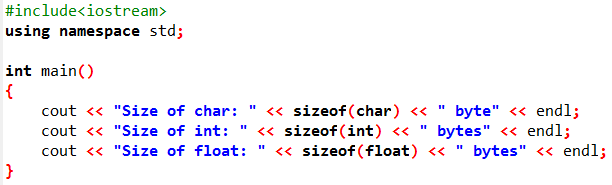 #include<iostream>
using namespace std;
int main()
{
cout << "Size of char: " << sizeof(char) << " byte" << endl;
cout << "Size of int: " << sizeof(int) << " bytes" << endl;
cout << "Size of float: " << sizeof(float) << " bytes" << endl;
}